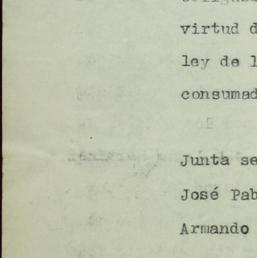 virtud d
ley de l
consumad
Junta se
José Pab
Armando